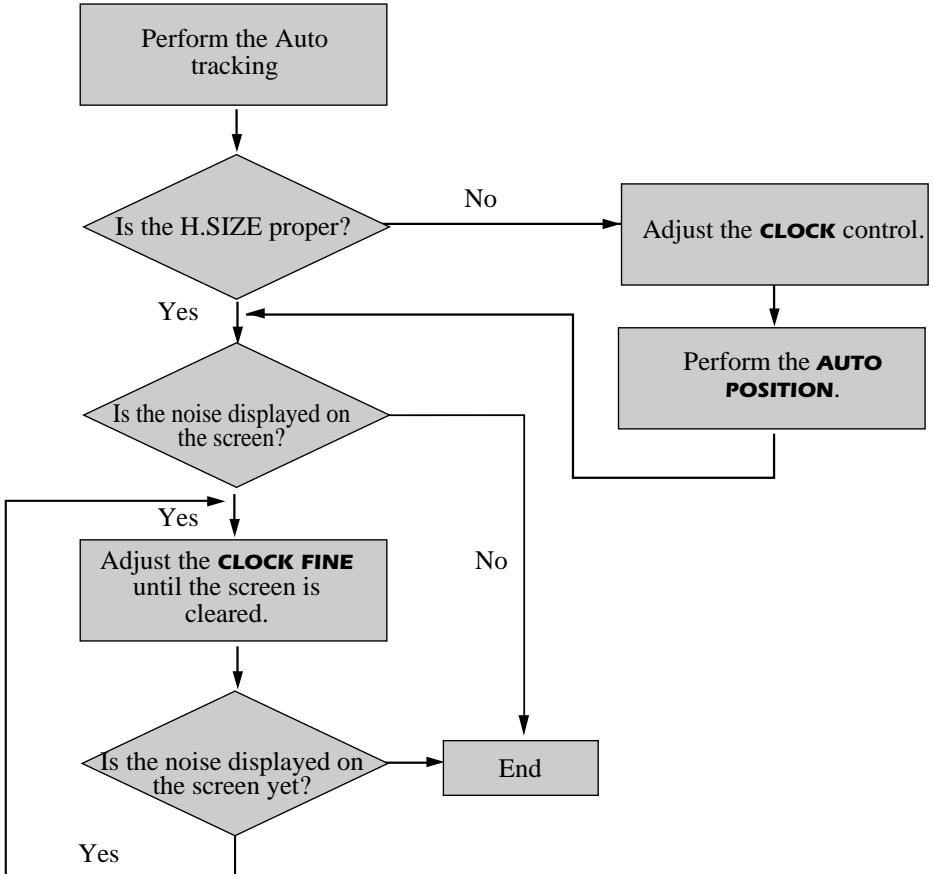 Perform the Auto
tracking
Is the H.SIZE proper?
No
Adjust the CLOCK control.
Yes
Perform the AUTO
POSITION.
Is the noise displayed on
the screen?
Yes
No
Adjust the CLOCK FINE
until the screen is
cleared.
Is the noise displayed on
the screen yet?
End
Yes